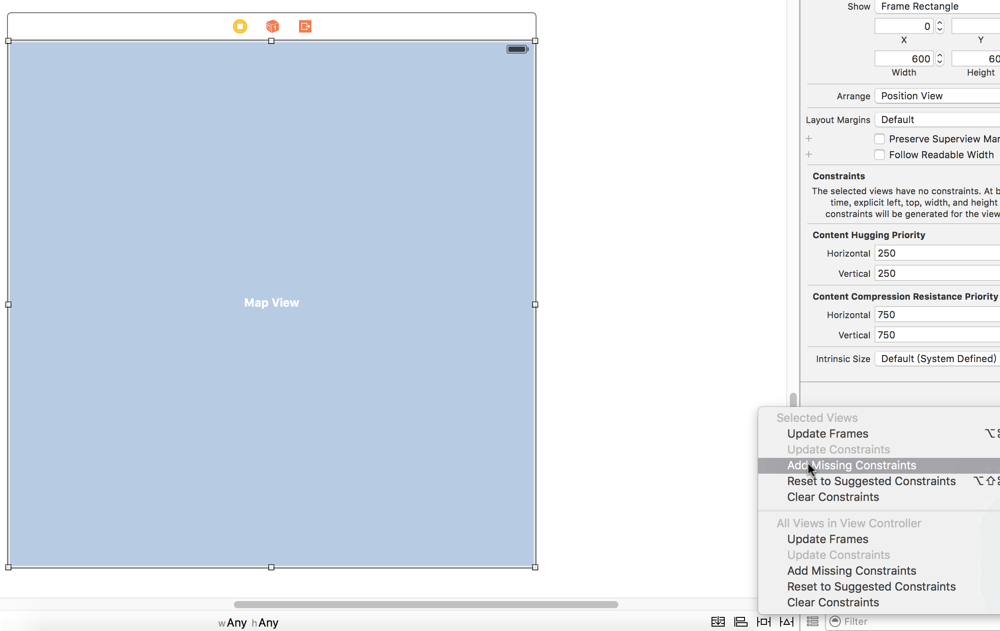 Show Frame Rectangle
0
X Y
600 60
Width Height
Arrange Position View
Layout Margins Default
Preserve Superview Mar
Follow Readable Width
Constraints
The selected views have no constraints. At b
time, explicit left, top, width, and height
constraints will be generated for the view
Content Hugging Priority
Horizontal 250
Vertical 250
Map View
Content Compression Resistance Priority
Horizontal 750
Vertical 750
Intrinsic Size Default (System Defined)
Selected Views
Update Frames ⌥
Update Constraints
Add Missing Constraints
Reset to Suggested Constraints ⌥⇧
Clear Constraints
All Views in View Controller
Update Frames
Update Constraints
Add Missing Constraints
Reset to Suggested Constraints
Clear Constraints
wAny hAny
Filter